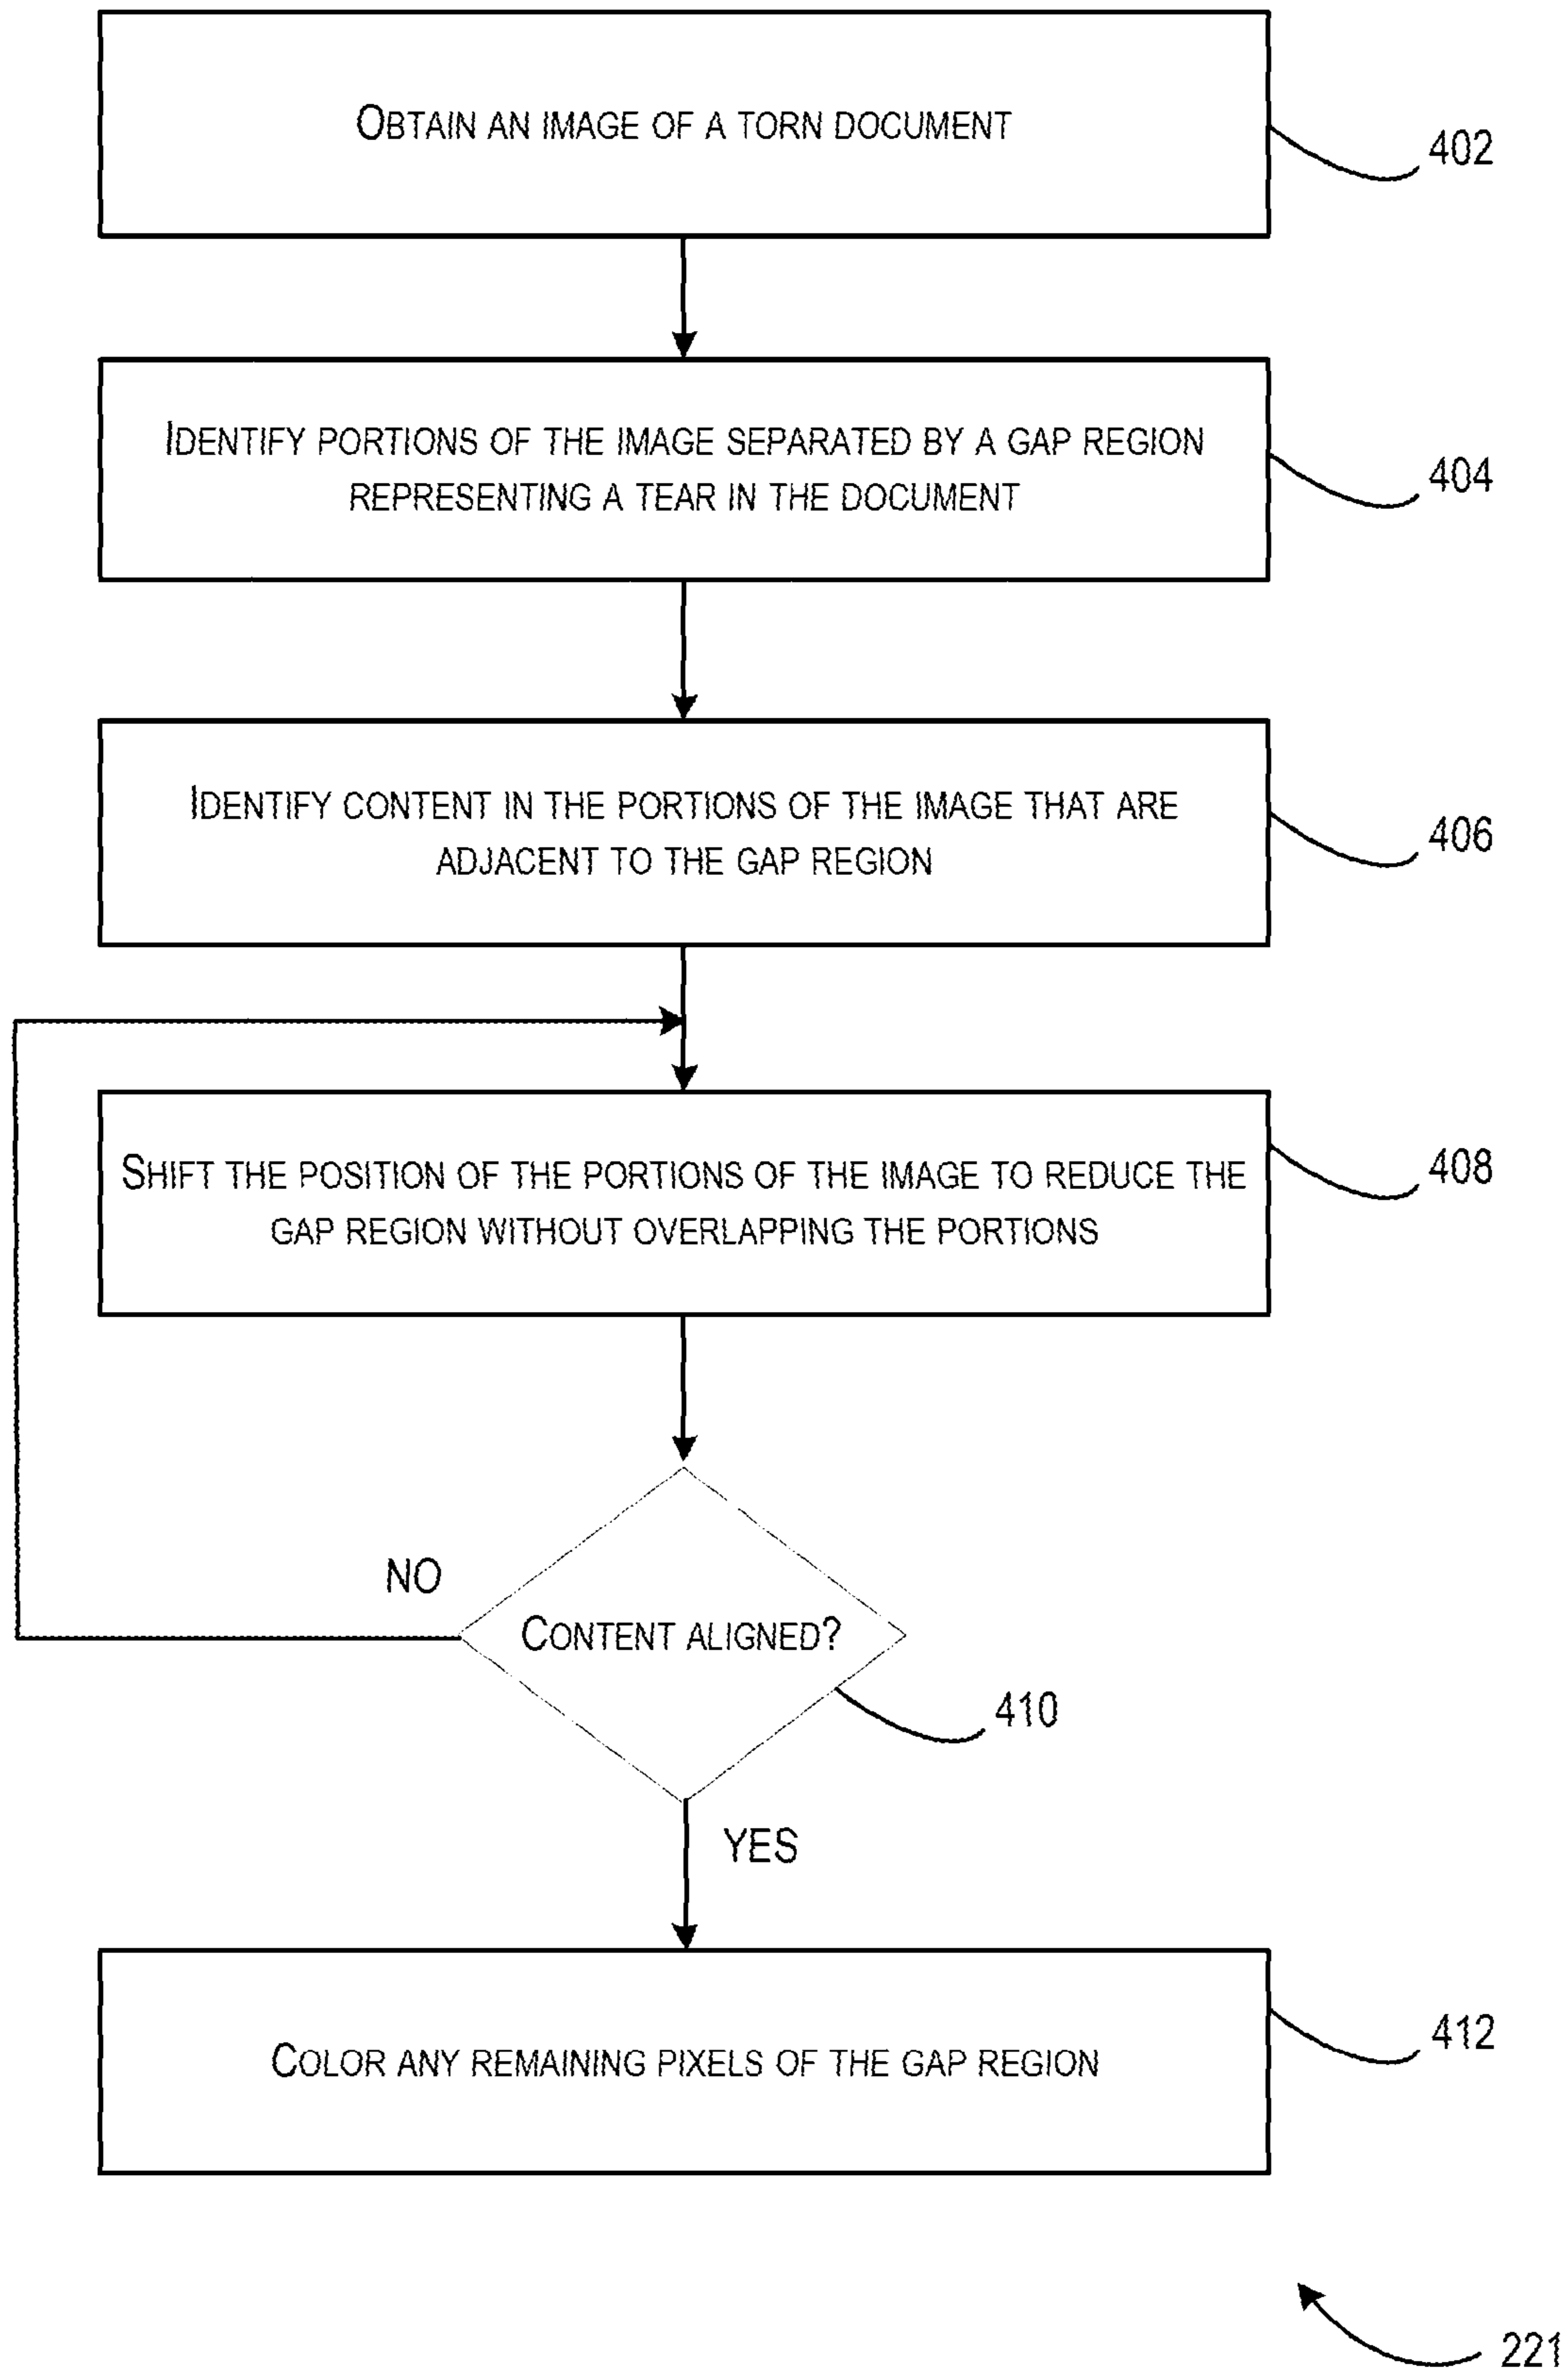 OBTAIN AN IMAGE OF A TORN DOCUMENT
402
IDENTIFY PORTIONS OF THE IMAGE SEPARATED BY A GAP REGION
REPRESENTING A TEAR IN THE DOCUMENT
404
IDENTIFY CONTENT IN THE PORTIONS OF THE IMAGE THAT ARE
ADJACENT TO THE GAP REGION
406
SHIFT THE POSITION OF THE PORTIONS OF THE IMAGE TO REDUCE THE
GAP REGION WITHOUT OVERLAPPING THE PORTIONS
408
NO
CONTENT ALIGNED?
410
YES
COLOR ANY REMAINING PIXELS OF THE GAP REGION
412
221